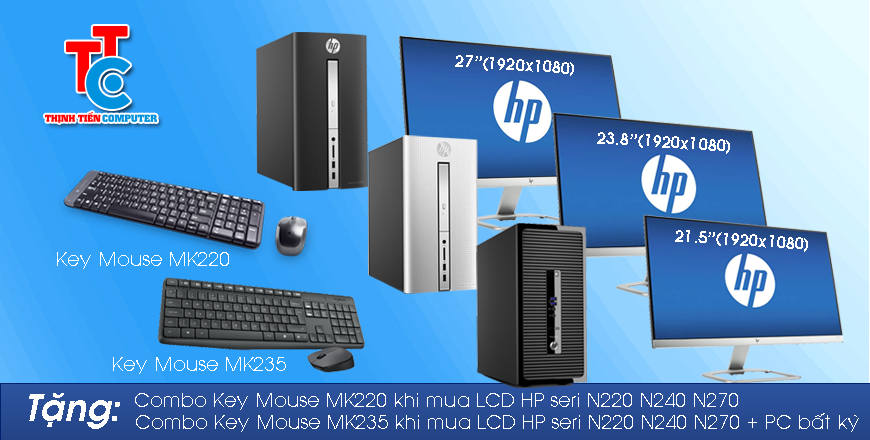 TTC
THỊNH TIẾN COMPUTER
hp
27”(1920x1080)
hp
23.8”(1920x1080)
hp
hp
21.5”(1920x1080)
hp
Key Mouse MK220
Key Mouse MK235
Tặng:
Combo Key Mouse MK220 khi mua LCD HP seri N220 N240 N270
Combo Key Mouse MK235 khi mua LCD HP seri N220 N240 N270 + PC bất kỳ